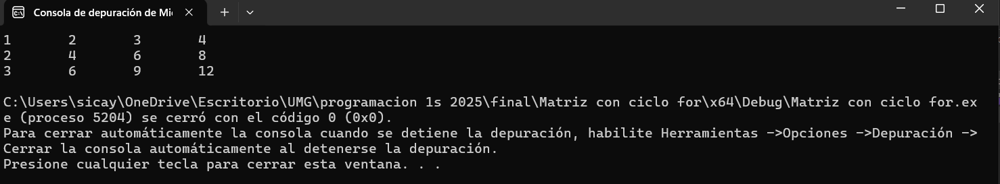 Consola de depuración de Mi
1 2 3 4
2 4 6 8
3 6 9 12
C:\Users\sicay\OneDrive\Escritorio\UMG\programacion 1s 2025\final\Matriz con ciclo for\x64\Debug\Matriz con ciclo for.ex
e (proceso 5204) se cerró con el código 0 (0x0).
Para cerrar automáticamente la consola cuando se detiene la depuración, habilite Herramientas ->Opciones ->Depuración ->
Cerrar la consola automáticamente al detenerse la depuración.
Presione cualquier tecla para cerrar esta ventana. . .